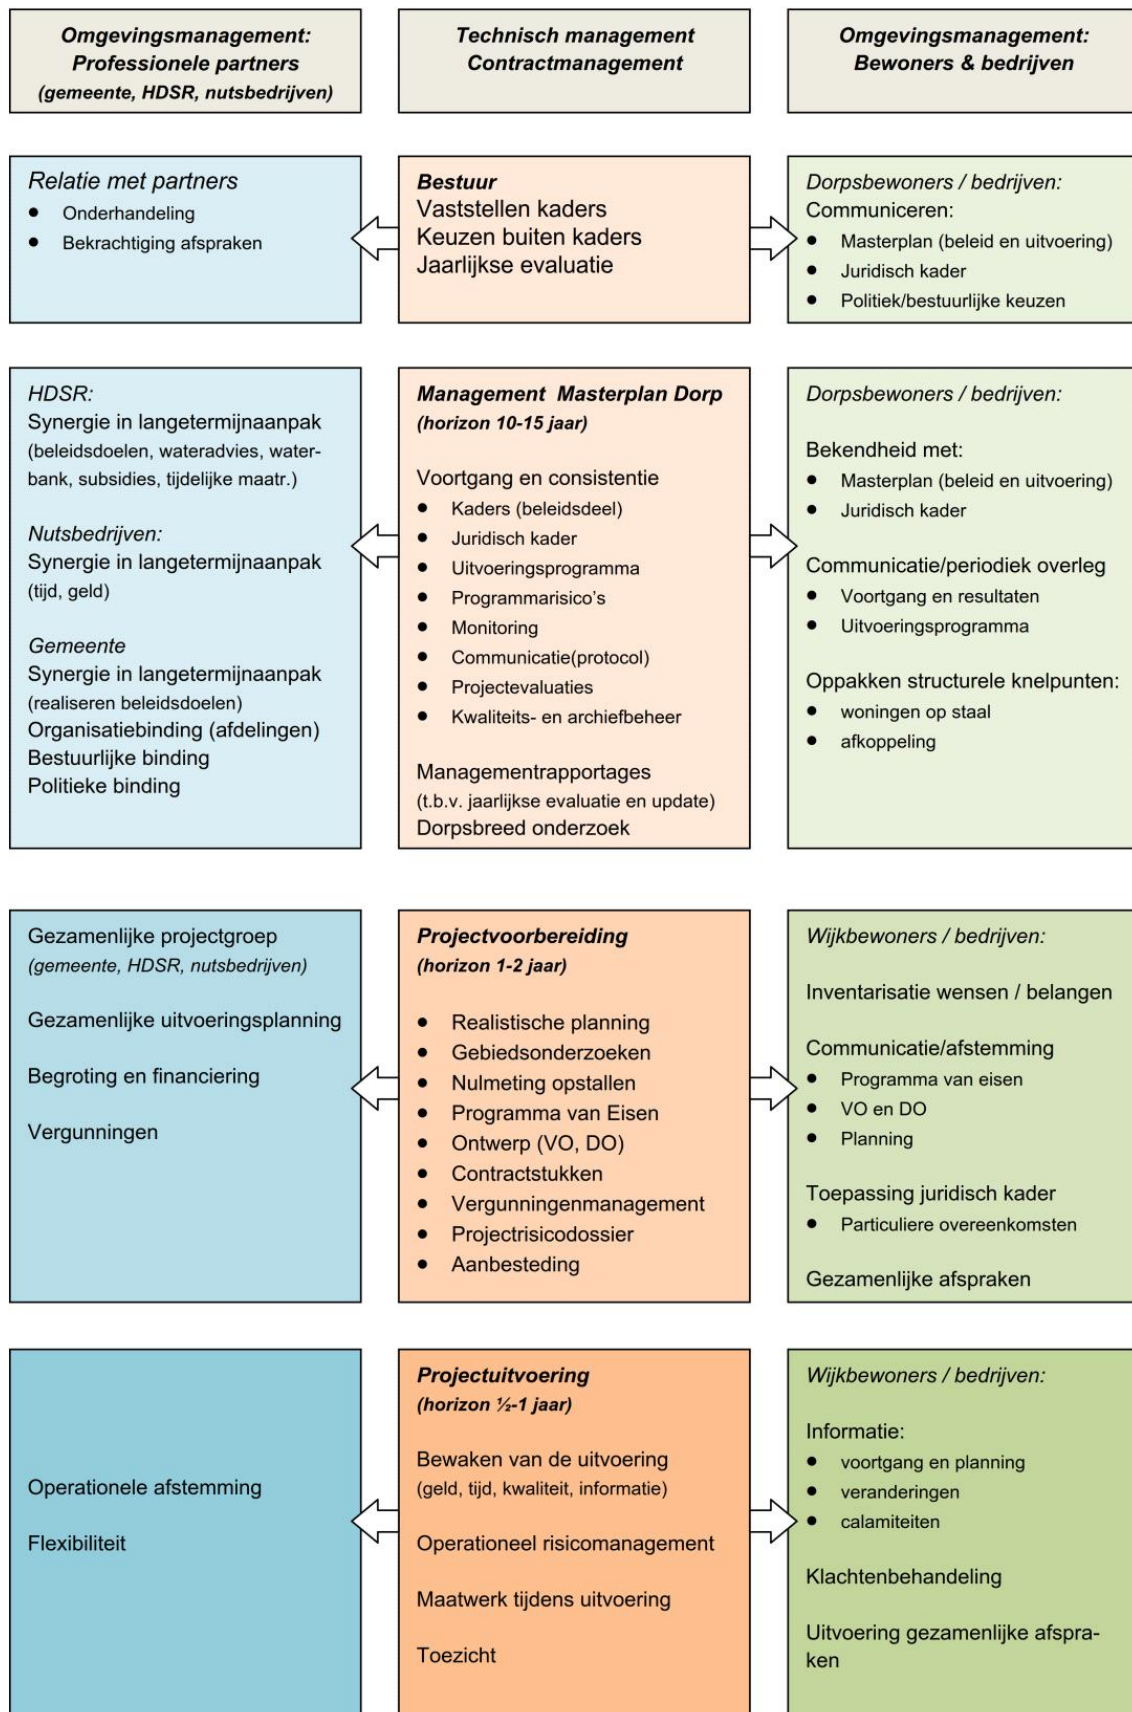 Omgevingsmanagement:
Professionele partners
(gemeente, HDSR, nutsbedrijven)
Technisch management
Contractmanagement
Omgevingsmanagement:
Bewoners & bedrijven
Relatie met partners
● Onderhandeling
● Bekrachtiging afspraken
Bestuur
Vaststellen kaders
Keuzen buiten kaders
Jaarlijkse evaluatie
Dorpsbewoners / bedrijven:
Communiceren:
● Masterplan (beleid en uitvoering)
● Juridisch kader
● Politiek/bestuurlijke keuzen
HDSR:
Synergie in langetermijnaanpak
(beleidsdoelen, wateradvies, water-
bank, subsidies, tijdelijke maatr.)
Nutsbedrijven:
Synergie in langetermijnaanpak
(tijd, geld)
Gemeente
Synergie in langetermijnaanpak
(realiseren beleidsdoelen)
Organisatiebinding (afdelingen)
Bestuurlijke binding
Politieke binding
Management Masterplan Dorp
(horizon 10-15 jaar)
Voortgang en consistentie
● Kaders (beleidsdeel)
● Juridisch kader
● Uitvoeringsprogramma
● Programmarisico's
● Monitoring
● Communicatie(protocol)
● Projectevaluaties
● Kwaliteits- en archiefbeheer
Managementrapportages
(t.b.v. jaarlijkse evaluatie en update)
Dorpsbreed onderzoek
Dorpsbewoners / bedrijven:
Bekendheid met:
● Masterplan (beleid en uitvoering)
● Juridisch kader
Communicatie/periodiek overleg
● Voortgang en resultaten
● Uitvoeringsprogramma
Oppakken structurele knelpunten:
● woningen op staal
● afkoppeling
Gezamenlijke projectgroep
(gemeente, HDSR, nutsbedrijven)
Gezamenlijke uitvoeringsplanning
Begroting en financiering
Vergunningen
Projectvoorbereiding
(horizon 1-2 jaar)
● Realistische planning
● Gebiedsonderzoeken
● Nulmeting opstallen
● Programma van Eisen
● Ontwerp (VO, DO)
● Contractstukken
● Vergunningenmanagement
● Projectrisicodossier
● Aanbesteding
Wijkbewoners / bedrijven:
Inventarisatie wensen / belangen
Communicatie/afstemming
● Programma van eisen
● VO en DO
● Planning
Toepassing juridisch kader
● Particuliere overeenkomsten
Gezamenlijke afspraken
Operationele afstemming
Flexibiliteit
Projectuitvoering
(horizon ½-1 jaar)
Bewaken van de uitvoering
(geld, tijd, kwaliteit, informatie)
Operationeel risicomanagement
Maatwerk tijdens uitvoering
Toezicht
Wijkbewoners / bedrijven:
Informatie:
● voortgang en planning
● veranderingen
● calamiteiten
Klachtenbehandeling
Uitvoering gezamenlijke afspra-
ken